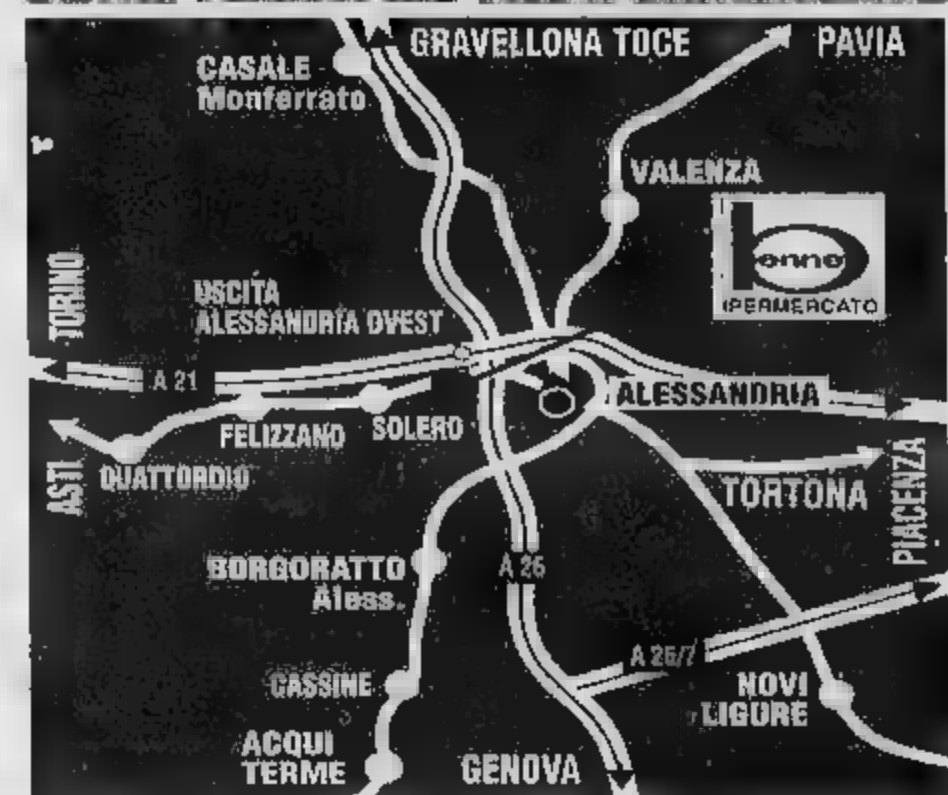 GRAVELLONA TOCE
PAVIA
CASALE
Monferrato
VALENZA
benne
IPERMERCATO
TORINO
USCITA
ALESSANDRIA OVEST
A 21
ALESSANDRIA
FELIZZANO
SOLERO
ASTI
QUATTORDIO
TORTONA
PIACENZA
BORGORATTO
Aless.
A 26
A 26/7
CASSINE
NOVI
LIGURE
ACQUI
TERME
GENOVA